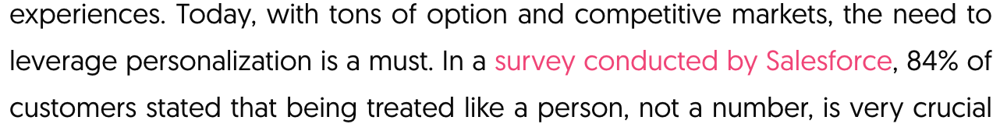 experiences. Today, with tons of option and competitive markets, the need to
leverage personalization is a must. In a survey conducted by Salesforce, 84% of
customers stated that being treated like a person, not a number, is very crucial